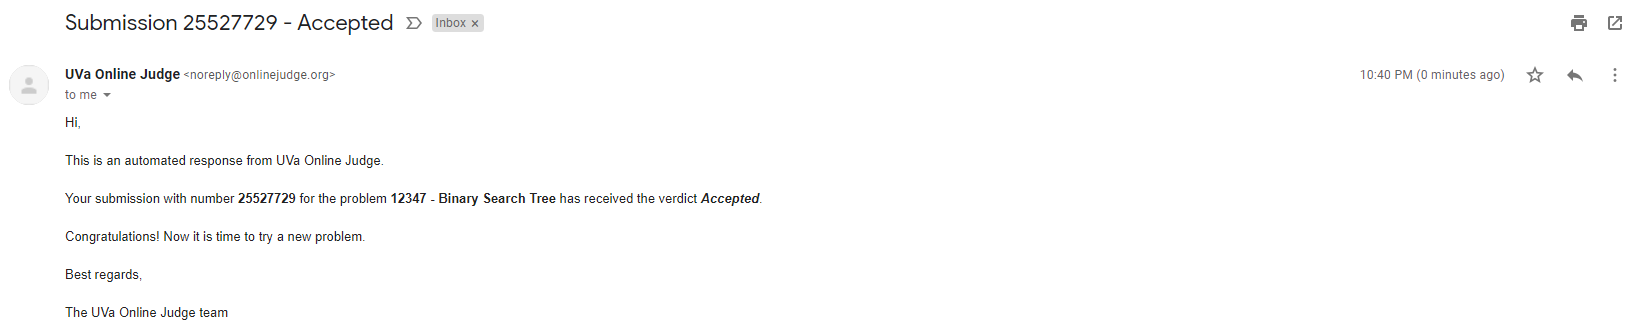 Submission 25527729 - Accepted Inbox x
UVa Online Judge <noreply@onlinejudge.org> 10:40 PM (0 minutes ago)
to me
Hi,
This is an automated response from UVa Online Judge.
Your submission with number 25527729 for the problem 12347 - Binary Search Tree has received the verdict Accepted.
Congratulations! Now it is time to try a new problem.
Best regards,
The UVa Online Judge team